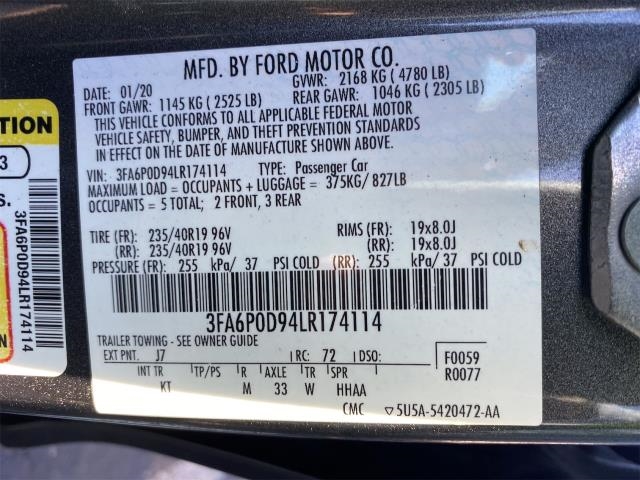 MFD. BY FORD MOTOR CO.
DATE: 01/20 GVWR: 2168 KG ( 4780 LB)
FRONT GAWR: 1145 KG ( 2525 LB) REAR GAWR: 1046 KG ( 2305 LB)
THIS VEHICLE CONFORMS TO ALL APPLICABLE FEDERAL MOTOR
VEHICLE SAFETY, BUMPER, AND THEFT PREVENTION STANDARDS
IN EFFECT ON THE DATE OF MANUFACTURE SHOWN ABOVE.
VIN: 3FA6P0D94LR174114 TYPE: Passenger Car
MAXIMUM LOAD = OCCUPANTS + LUGGAGE = 375KG/ 827LB
OCCUPANTS = 5 TOTAL; 2 FRONT, 3 REAR
TIRE (FR): 235/40R19 96V RIMS (FR): 19x8.0J
(RR): 235/40R19 96V (RR): 19x8.0J
PRESSURE (FR): 255 kPa/ 37 PSI COLD (RR): 255 kPa/ 37 PSI COLD
3FA6P0D94LR174114
TRAILER TOWING - SEE OWNER GUIDE
EXT PNT. J7 RC: 72 DSO: F0059
R0077
INT TR TP/PS R AXLE TR SPR
KT M 33 W HHAA
CMC ▽5U5A-5420472-AA
TION
3
S.
3FA6P0D94LR174114
N